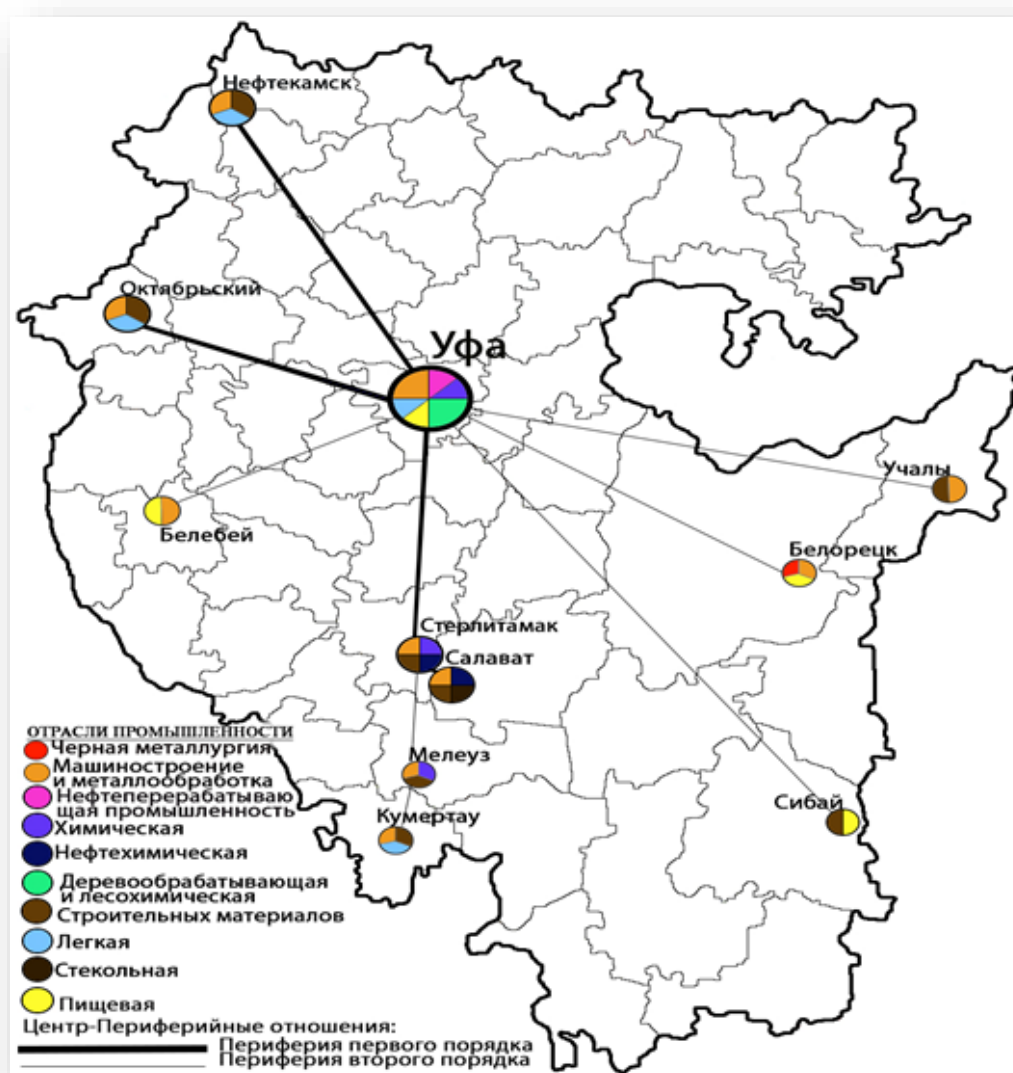 Нефтекамск
Октябрьский
Уфа
Учалы
Белебей
Белорецк
Стерлитамак
Салават
Мелеуз
Сибай
Кумертау
ОТРАСЛИ ПРОМЫШЛЕННОСТИ
Черная металлургия
Машиностроение
и металлообработка
Нефтеперерабатываю
щая промышленность
Химическая
Нефтехимическая
Деревообрабатывающая
и лесохимическая
Строительных материалов
Легкая
Стекольная
Пищевая
Центр-Периферийные отношения:
Периферия первого порядка
Периферия второго порядка